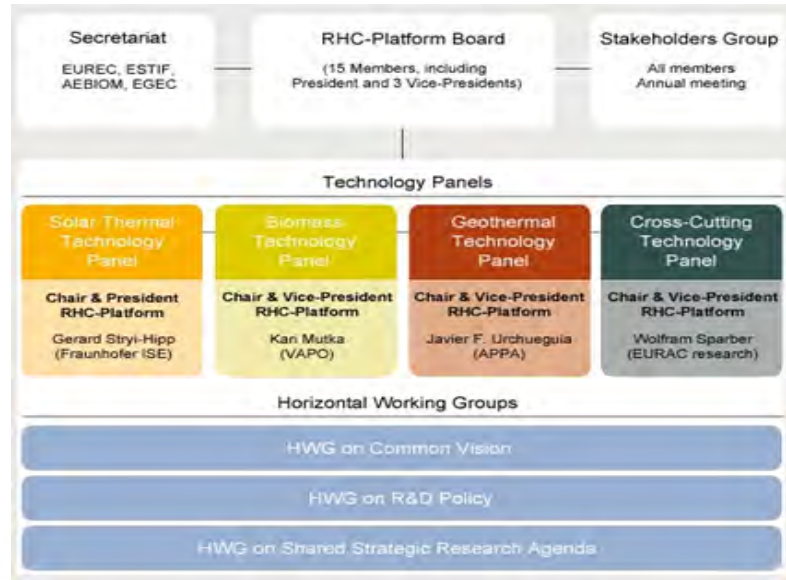 Secretariat
EUREC, ESTIF,
AEBIOM, EGEC
RHC-Platform Board
(15 Members, including
President and 3 Vice-Presidents)
Stakeholders Group
All members
Annual meeting
Technology Panels
Solar Thermal
Technology
Panel
Chair & President
RHC-Platform
Gerard Stryi-Hipp
(Fraunhofer ISE)
Biomass
Technology
Panel
Chair & Vice-President
RHC-Platform
Kari Mutka
(VAPO)
Geothermal
Technology
Panel
Chair & Vice-President
RHC-Platform
Javier F. Urchueguia
(APPA)
Cross-Cutting
Technology
Panel
Chair & Vice-President
RHC-Platform
Wolfram Sparber
(EURAC research)
Horizontal Working Groups
HWG on Common Vision
HWG on R&D Policy
HWG on Shared Strategic Research Agenda